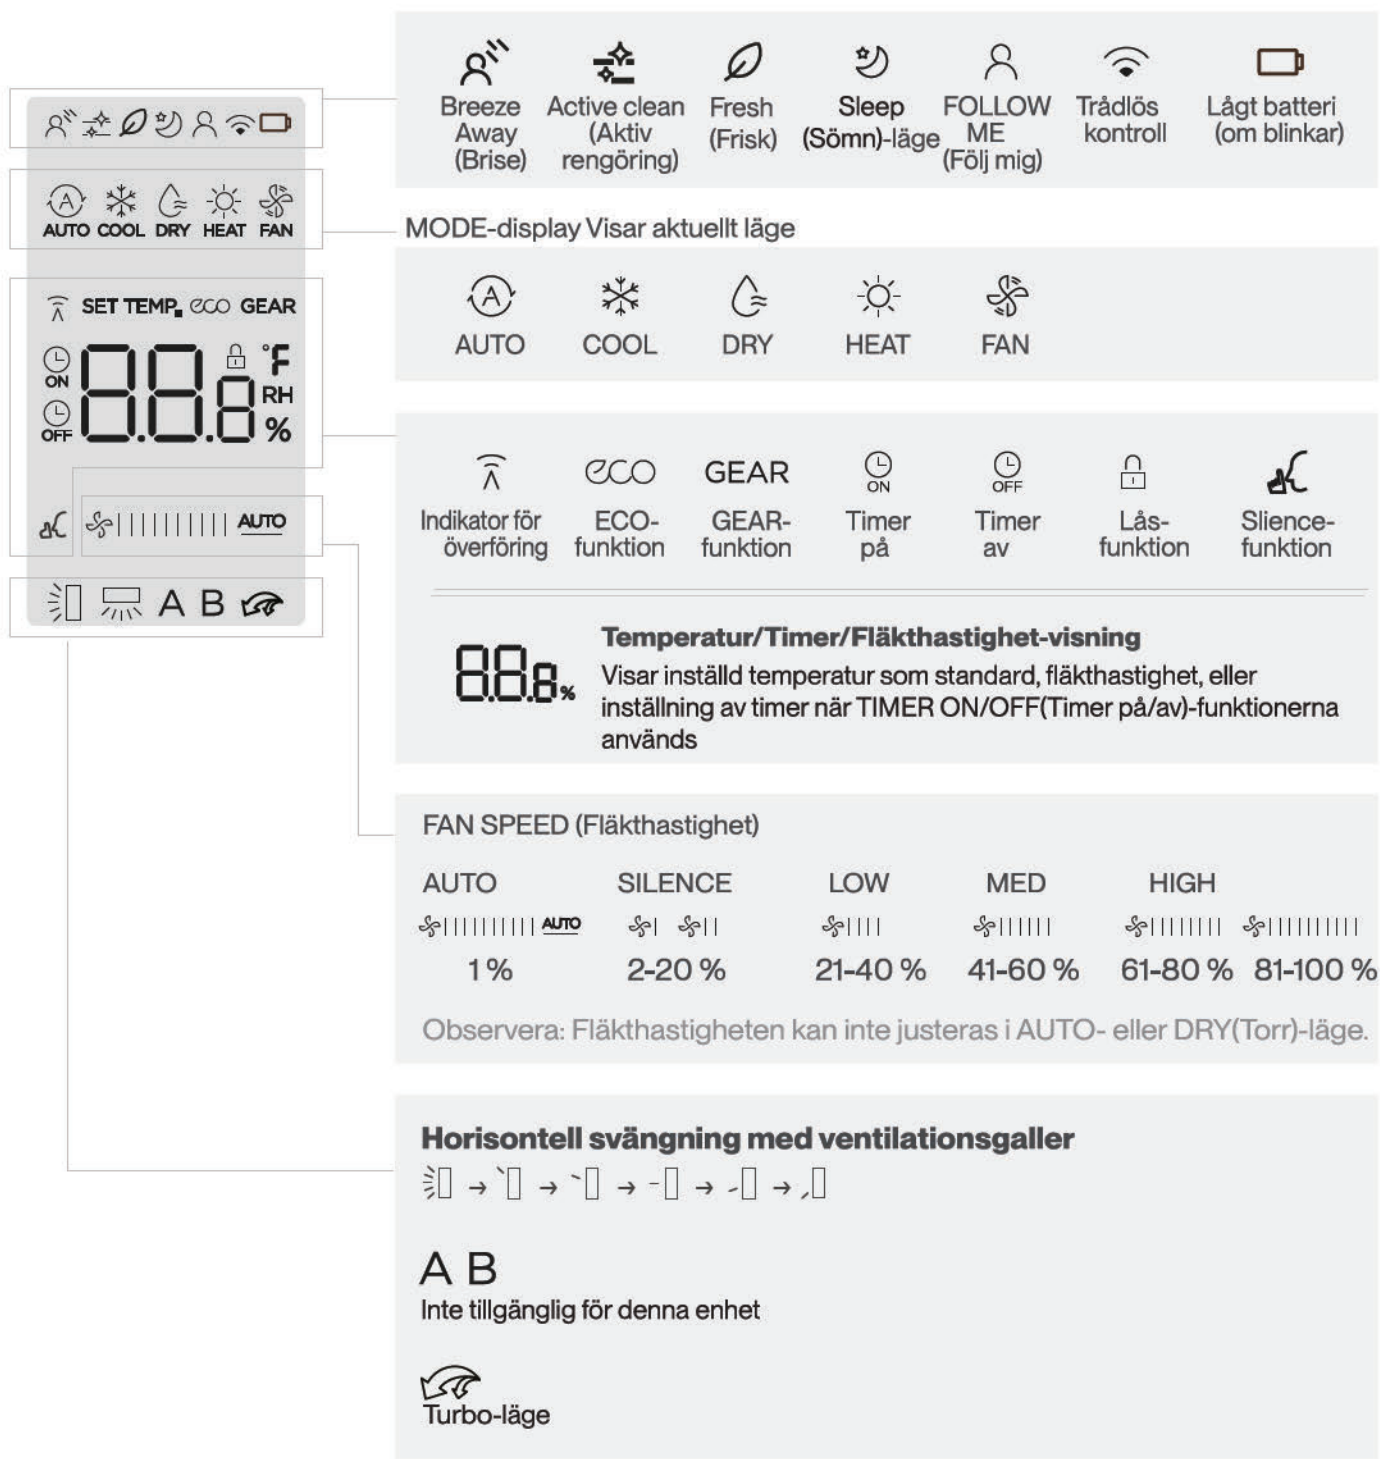 Breeze Away (Brise)
Active clean (Aktiv rengöring)
Fresh (Frisk)
Sleep (Sömn)-läge
FOLLOW ME (Följ mig)
Trådlös kontroll
Lågt batteri (om blinkar)
AUTO COOL DRY HEAT FAN
MODE-display Visar aktuellt läge
AUTO COOL DRY HEAT FAN
SET TEMP. eco GEAR
ON
OFF
88.8
°F
RH
%
AUTO
A B
eco GEAR ON OFF
Indikator för överföring
ECO-funktion
GEAR-funktion
Timer på
Timer av
Lås-funktion
Slience-funktion
88.8%
Temperatur/Timer/Fläkthastighet-visning
Visar inställd temperatur som standard, fläkthastighet, eller
inställning av timer när TIMER ON/OFF(Timer på/av)-funktionerna
används
FAN SPEED (Fläkthastighet)
AUTO SILENCE LOW MED HIGH
AUTO
1 % 2-20 % 21-40 % 41-60 % 61-80 % 81-100 %
Observera: Fläkthastigheten kan inte justeras i AUTO- eller DRY(Torr)-läge.
Horisontell svängning med ventilationsgaller
A B
Inte tillgänglig för denna enhet
Turbo-läge